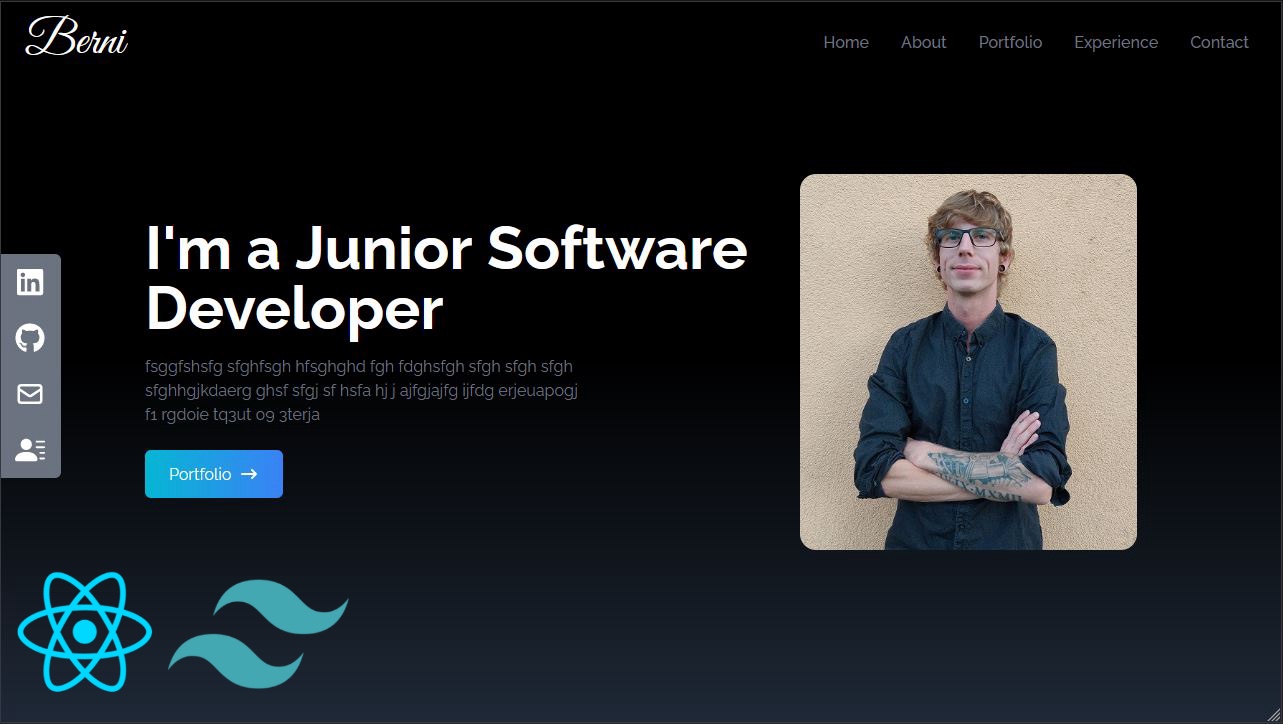 Berni
Home About Portfolio Experience Contact
I'm a Junior Software
Developer
fsggfshsfg sfghfsgh hfsghghd fgh fdghsfgh sfgh sfgh sfgh
sfghhgjkdaerg ghsf sfgj sf hsfa hj j ajfgjajfg ijfdg erjeuapogj
f1 rgdoie tq3ut o9 3terja
Portfolio
in